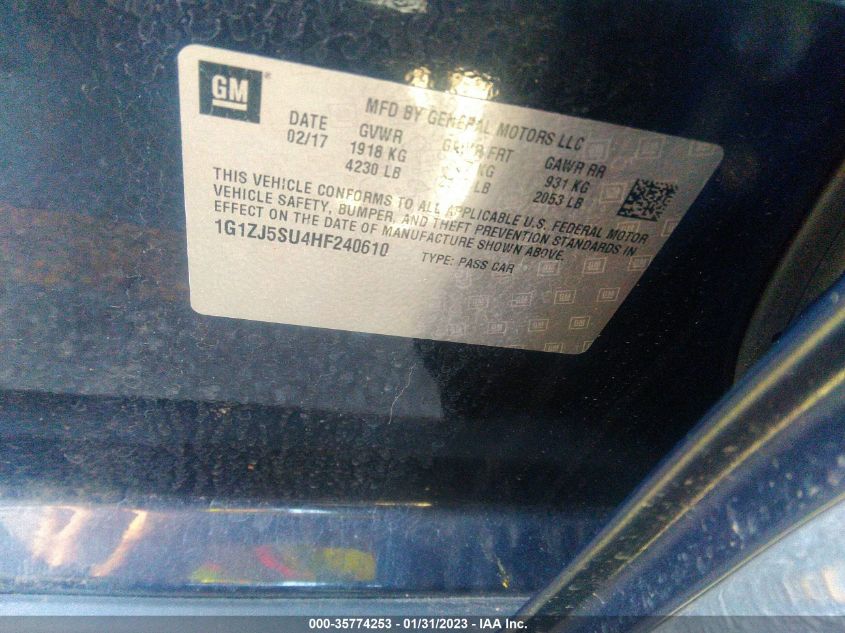 GM ®
MFD BY GENERAL MOTORS LLC
DATE GVWR GAWR FRT GAWR RR
02/17 1918 KG KG 931 KG
4230 LB LB 2053 LB
THIS VEHICLE CONFORMS TO ALL APPLICABLE U.S. FEDERAL MOTOR
VEHICLE SAFETY, BUMPER, AND THEFT PREVENTION STANDARDS IN
EFFECT ON THE DATE OF MANUFACTURE SHOWN ABOVE.
1G1ZJ5SU4HF240610 TYPE: PASS CAR
000-35774253 - 01/31/2023 - IAA Inc.